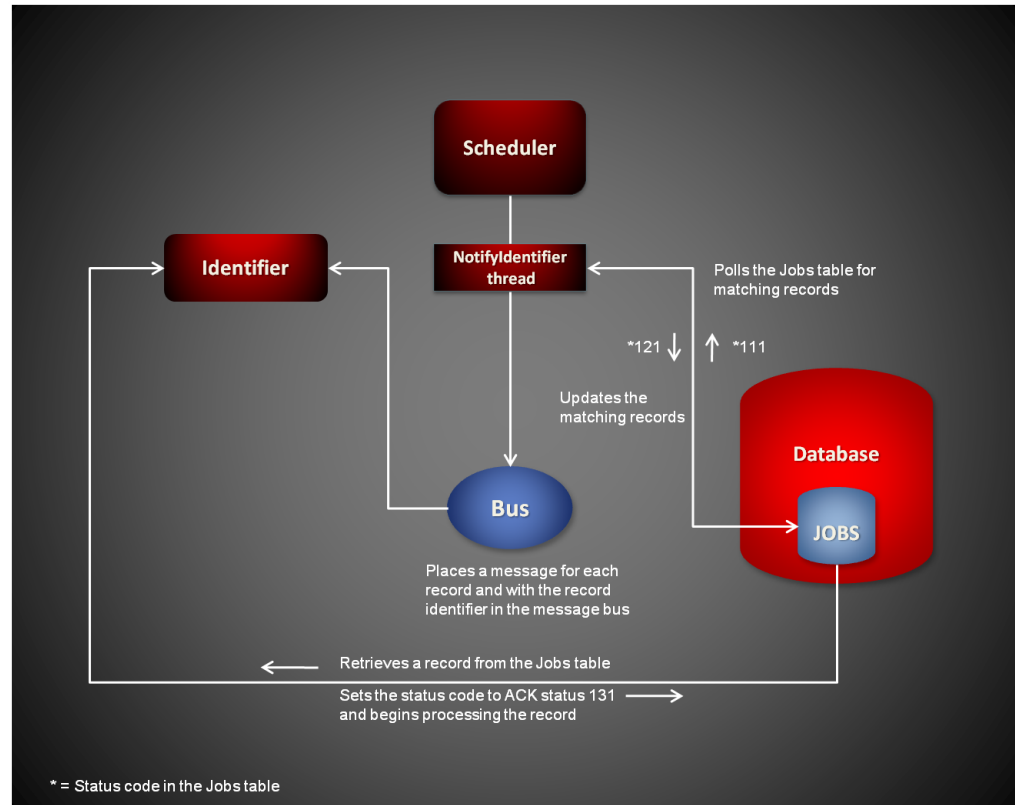 Scheduler
Identifier
NotifyIdentifier
thread
Polls the Jobs table for
matching records
*121
*111
Updates the
matching records
Database
JOBS
Bus
Places a message for each
record and with the record
identifier in the message bus
Retrieves a record from the Jobs table
Sets the status code to ACK status 131
and begins processing the record
* = Status code in the Jobs table